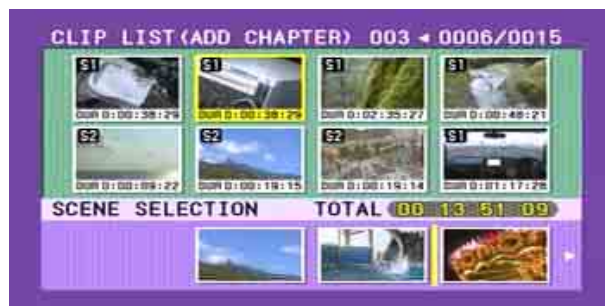 CLIP LIST(ADD CHAPTER) 003 ◂ 0006/0015
S1 S1 S1 S1
DUR 0:00:38:29 DUR 0:00:38:29 DUR 0:02:35:27 DUR 0:00:48:21
S2 S2 S2 S1
DUR 0:00:09:22 DUR 0:00:19:15 DUR 0:00:19:14 DUR 0:01:17:28
SCENE SELECTION TOTAL 00 13 51 09